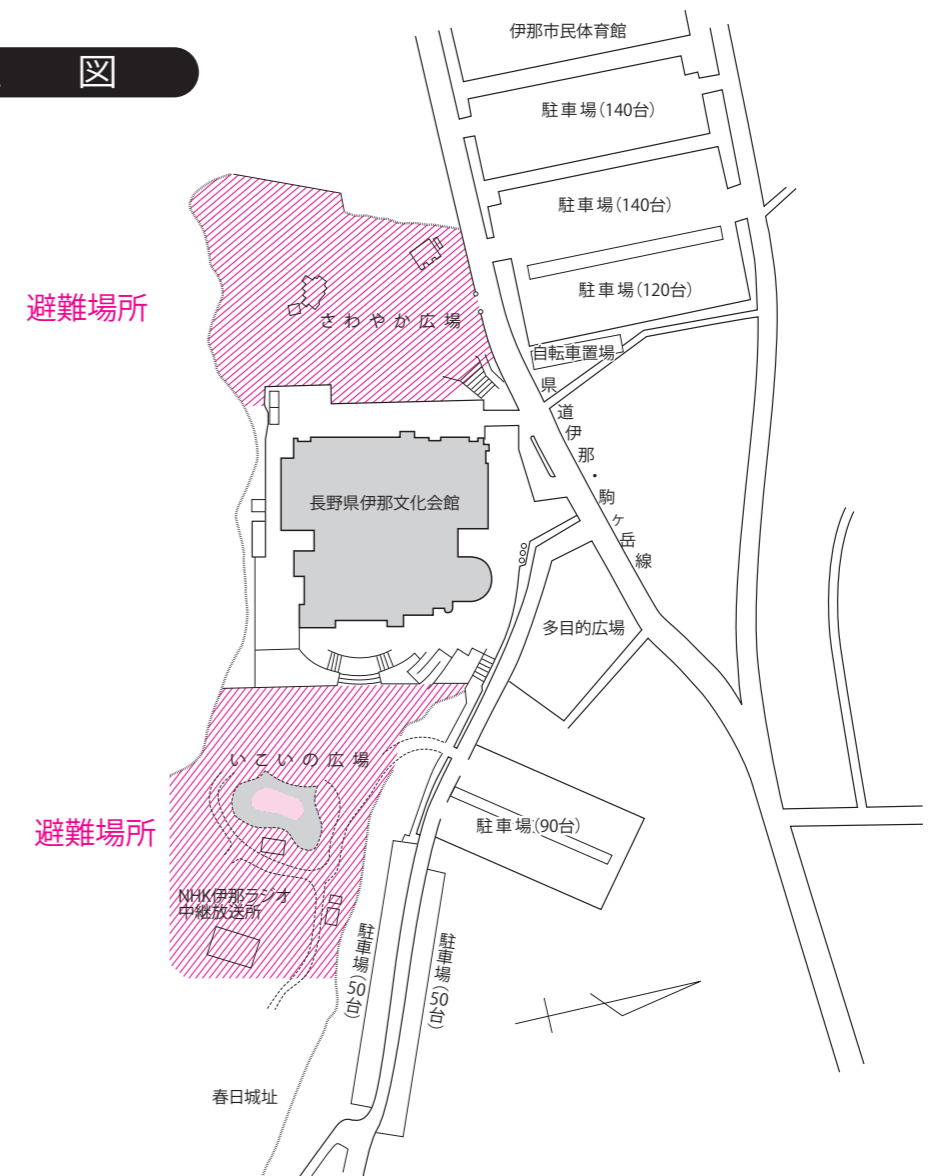 図
伊那市民体育館
駐車場(140台)
駐車場(140台)
駐車場(120台)
自転車置場
県道伊那・駒ヶ岳線
避難場所
さわやか広場
長野県伊那文化会館
多目的広場
いこいの広場
避難場所
駐車場(90台)
NHK伊那ラジオ
中継放送所
駐車場(50台)
駐車場(50台)
春日城址